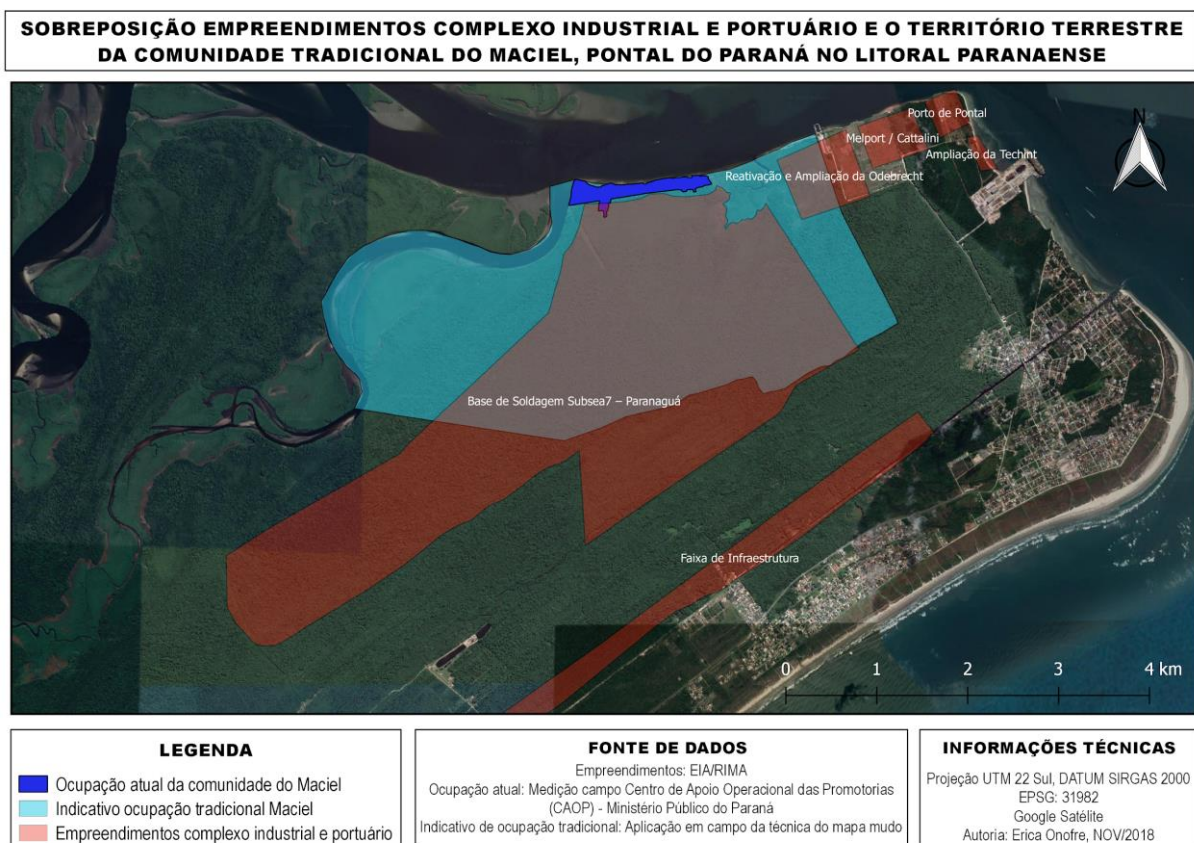 SOBREPOSIÇÃO EMPREENDIMENTOS COMPLEXO INDUSTRIAL E PORTUÁRIO E O TERRITÓRIO TERRESTRE
DA COMUNIDADE TRADICIONAL DO MACIEL, PONTAL DO PARANÁ NO LITORAL PARANAENSE
Porto de Pontal
N
Melport / Cattalini
Ampliação da Techint
Reativação e Ampliação da Odebrecht
Base de Soldagem Subsea7 – Paranaguá
Faixa de Infraestrutura
0 1 2 3 4 km
LEGENDA
Ocupação atual da comunidade do Maciel
Indicativo ocupação tradicional Maciel
Empreendimentos complexo industrial e portuário
FONTE DE DADOS
Empreendimentos: EIA/RIMA
Ocupação atual: Medição campo Centro de Apoio Operacional das Promotorias
(CAOP) - Ministério Público do Paraná
Indicativo de ocupação tradicional: Aplicação em campo da técnica do mapa mudo
INFORMAÇÕES TÉCNICAS
Projeção UTM 22 Sul, DATUM SIRGAS 2000
EPSG: 31982
Google Satélite
Autoria: Erica Onofre, NOV/2018